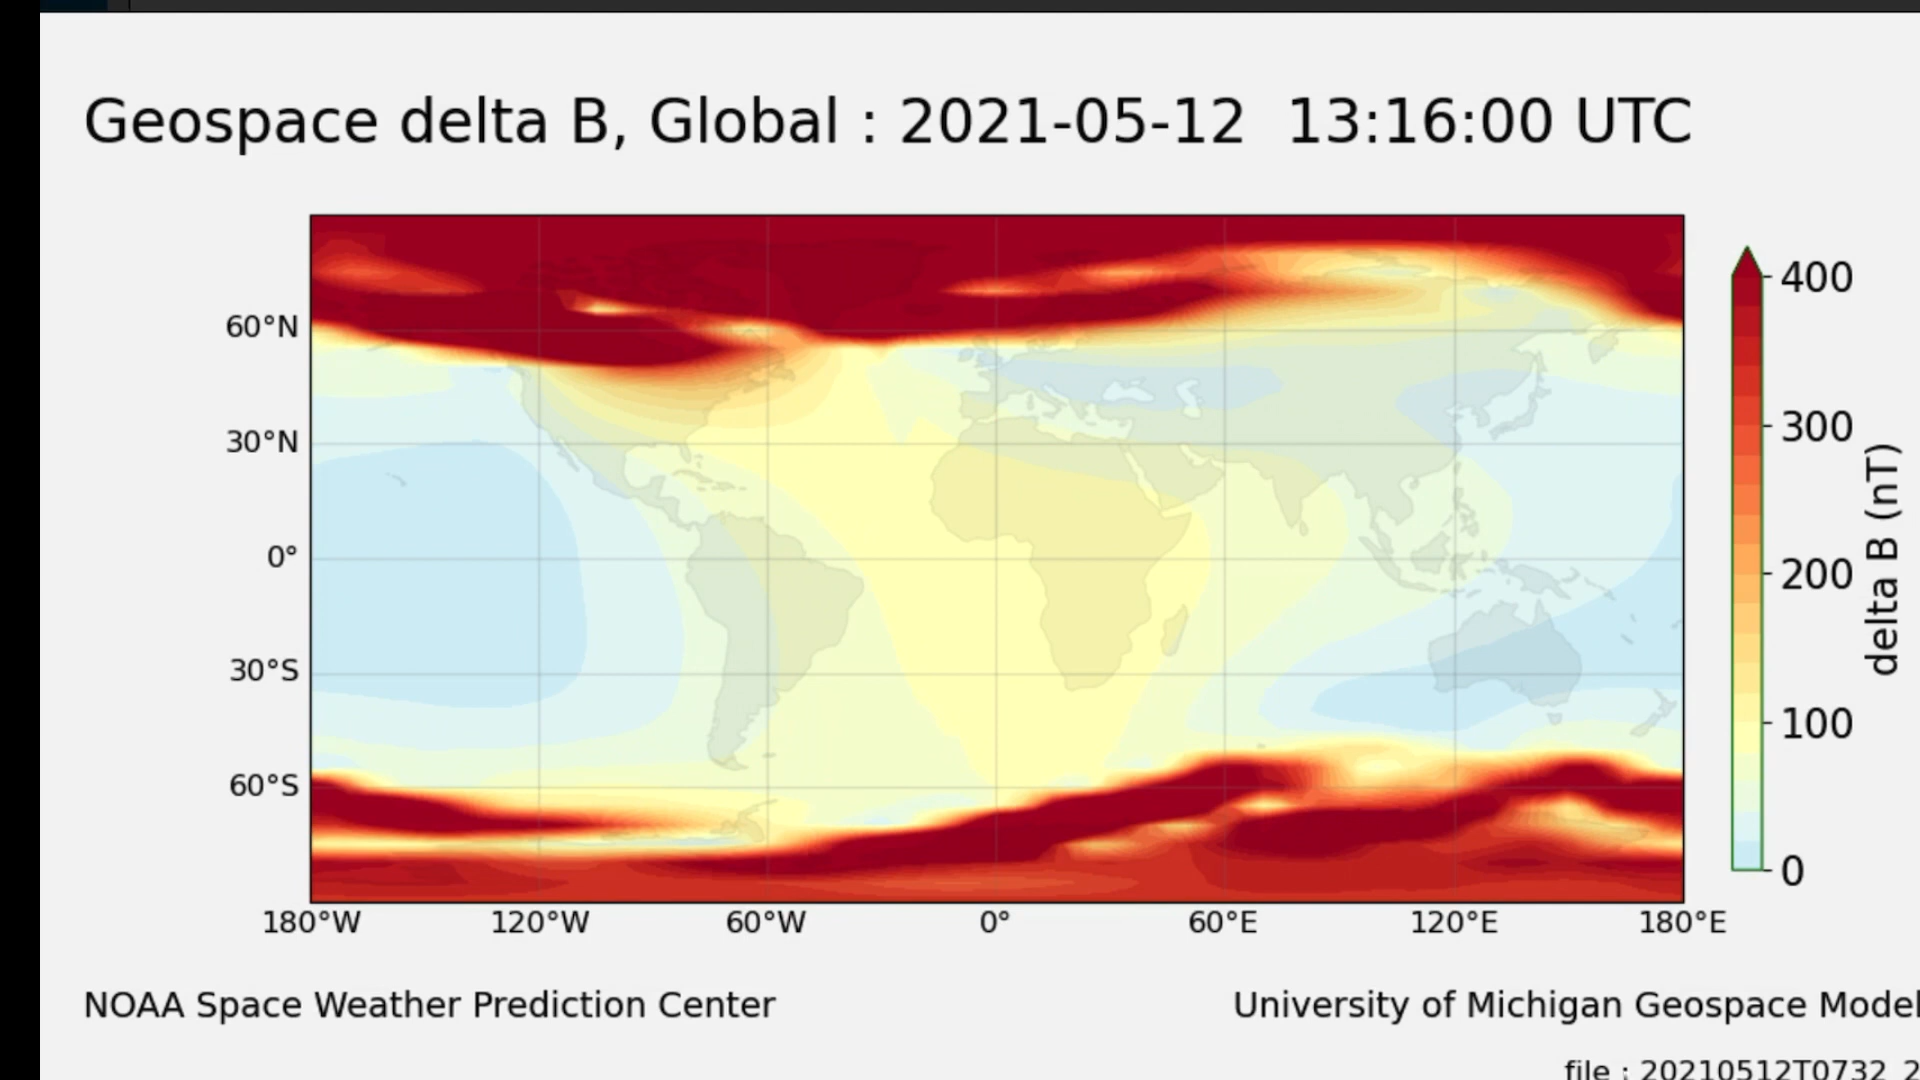 Geospace delta B, Global : 2021-05-12 13:16:00 UTC
60°N
30°N
0°
30°S
60°S
180°W 120°W 60°W 0° 60°E 120°E 180°E
400
300
200
100
0
delta B (nT)
NOAA Space Weather Prediction Center
University of Michigan Geospace Model
file : 20210512T0732_2